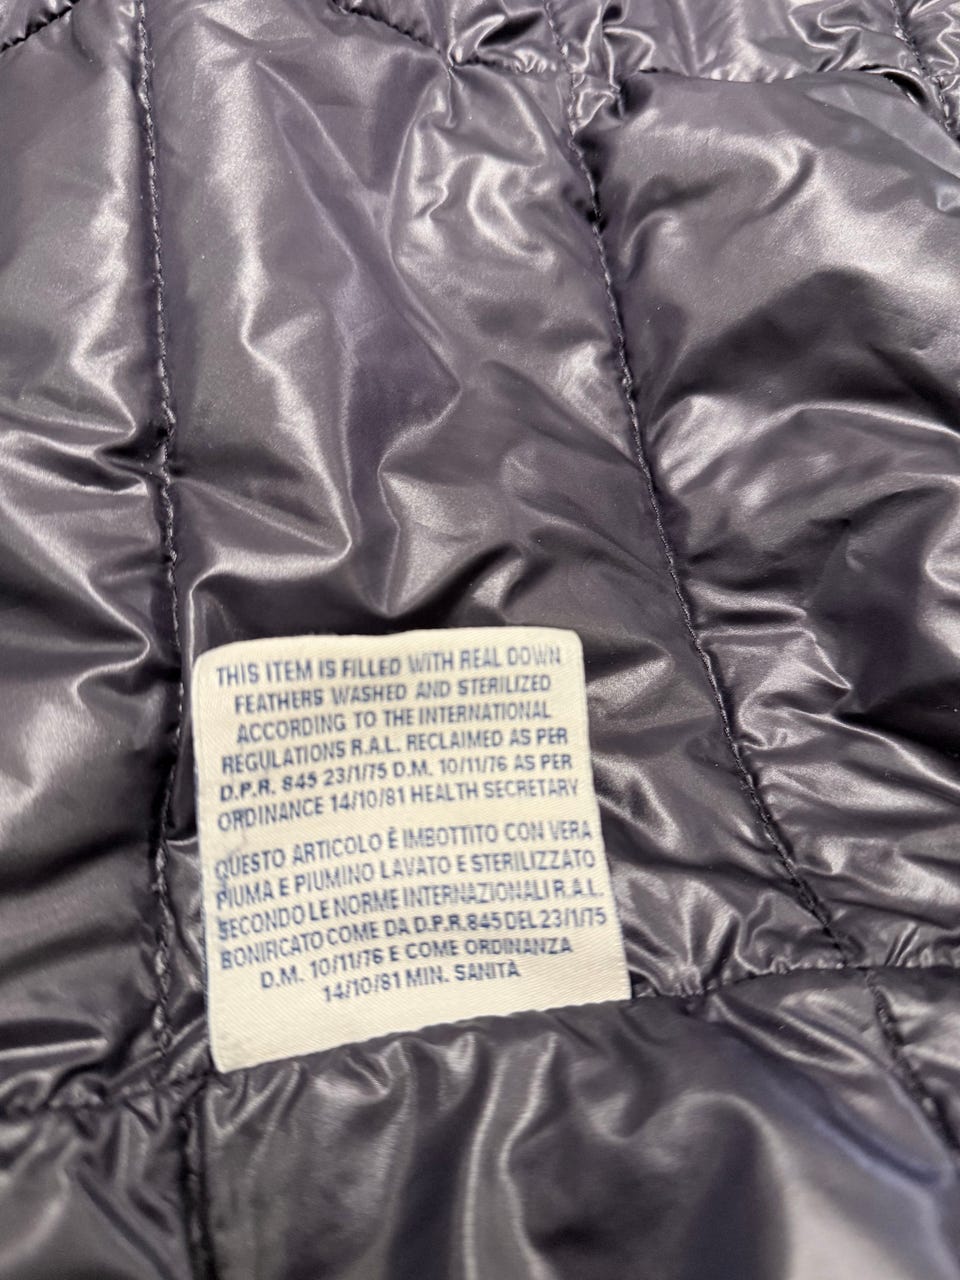 THIS ITEM IS FILLED WITH REAL DOWN
FEATHERS WASHED AND STERILIZED
ACCORDING TO THE INTERNATIONAL
REGULATIONS R.A.L. RECLAIMED AS PER
D.P.R. 845 23/1/75 D.M. 10/11/76 AS PER
ORDINANCE 14/10/81 HEALTH SECRETARY
QUESTO ARTICOLO È IMBOTTITO CON VERA
PIUMA E PIUMINO LAVATO E STERILIZZATO
SECONDO LE NORME INTERNAZIONALI R.A.L.
BONIFICATO COME DA D.P.R.845 DEL 23/1/75
D.M. 10/11/76 E COME ORDINANZA
14/10/81 MIN. SANITÀ